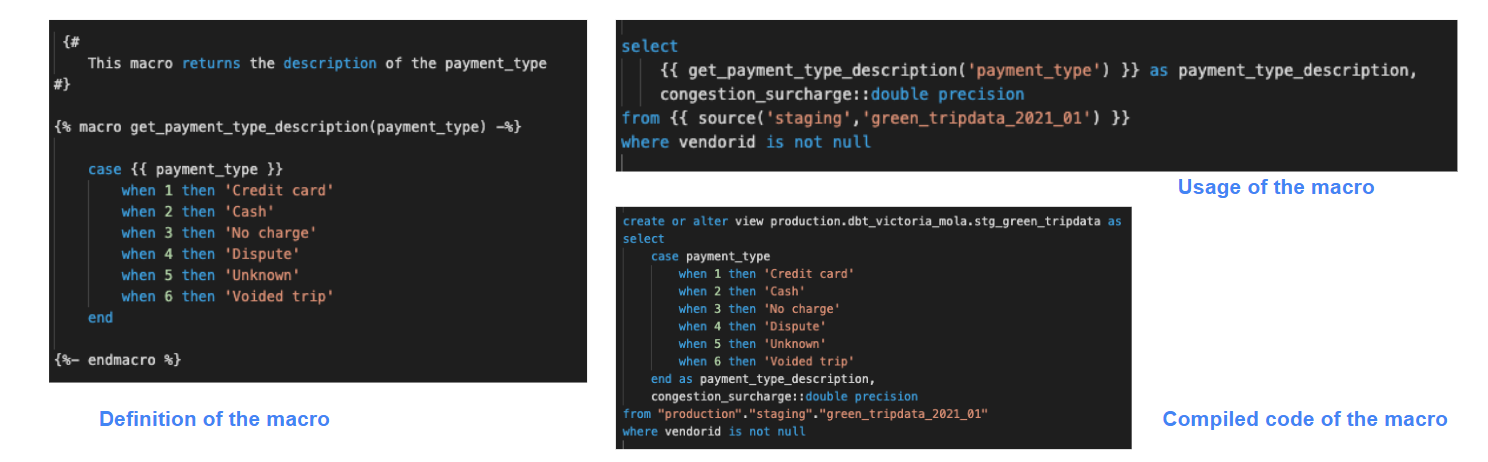 {#
This macro returns the description of the payment_type
#}
{% macro get_payment_type_description(payment_type) -%}
case {{ payment_type }}
when 1 then 'Credit card'
when 2 then 'Cash'
when 3 then 'No charge'
when 4 then 'Dispute'
when 5 then 'Unknown'
when 6 then 'Voided trip'
end
{%- endmacro %}
Definition of the macro
select
{{ get_payment_type_description('payment_type') }} as payment_type_description,
congestion_surcharge::double precision
from {{ source('staging','green_tripdata_2021_01') }}
where vendorid is not null
Usage of the macro
create or alter view production.dbt_victoria_mola.stg_green_tripdata as
select
case payment_type
when 1 then 'Credit card'
when 2 then 'Cash'
when 3 then 'No charge'
when 4 then 'Dispute'
when 5 then 'Unknown'
when 6 then 'Voided trip'
end as payment_type_description,
congestion_surcharge::double precision
from "production"."staging"."green_tripdata_2021_01"
where vendorid is not null
Compiled code of the macro